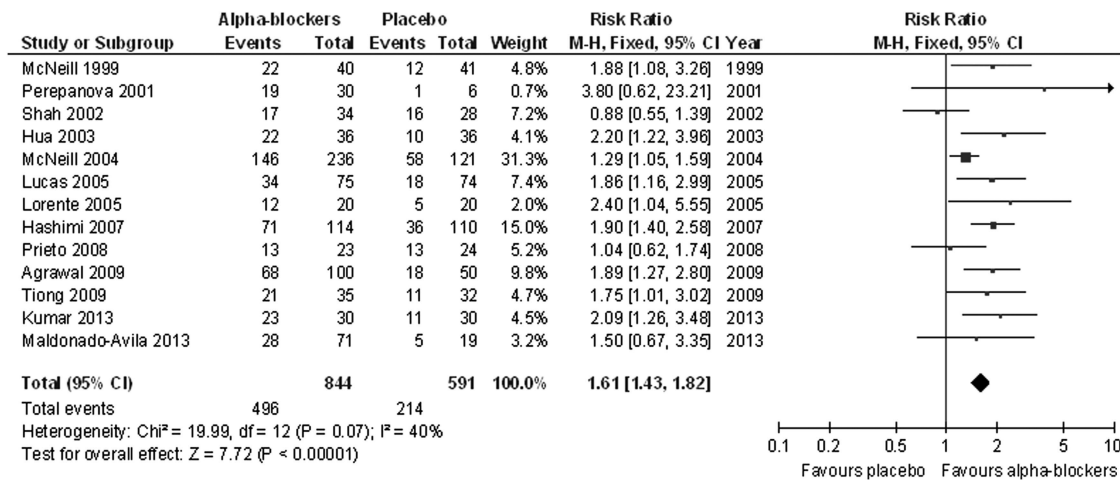 Alpha-blockers Placebo Risk Ratio Risk Ratio
Study or Subgroup Events Total Events Total Weight M-H, Fixed, 95% CI Year M-H, Fixed, 95% CI
McNeill 1999 22 40 12 41 4.8% 1.88 [1.08, 3.26] 1999
Perepanova 2001 19 30 1 6 0.7% 3.80 [0.62, 23.21] 2001
Shah 2002 17 34 16 28 7.2% 0.88 [0.55, 1.39] 2002
Hua 2003 22 36 10 36 4.1% 2.20 [1.22, 3.96] 2003
McNeill 2004 146 236 58 121 31.3% 1.29 [1.05, 1.59] 2004
Lucas 2005 34 75 18 74 7.4% 1.86 [1.16, 2.99] 2005
Lorente 2005 12 20 5 20 2.0% 2.40 [1.04, 5.55] 2005
Hashimi 2007 71 114 36 110 15.0% 1.90 [1.40, 2.58] 2007
Prieto 2008 13 23 13 24 5.2% 1.04 [0.62, 1.74] 2008
Agrawal 2009 68 100 18 50 9.8% 1.89 [1.27, 2.80] 2009
Tiong 2009 21 35 11 32 4.7% 1.75 [1.01, 3.02] 2009
Kumar 2013 23 30 11 30 4.5% 2.09 [1.26, 3.48] 2013
Maldonado-Avila 2013 28 71 5 19 3.2% 1.50 [0.67, 3.35] 2013
Total (95% CI) 844 591 100.0% 1.61 [1.43, 1.82]
Total events 496 214
Heterogeneity: Chi² = 19.99, df = 12 (P = 0.07); I² = 40%
Test for overall effect: Z = 7.72 (P < 0.00001)
0.1 0.2 0.5 1 2 5 10
Favours placebo Favours alpha-blockers